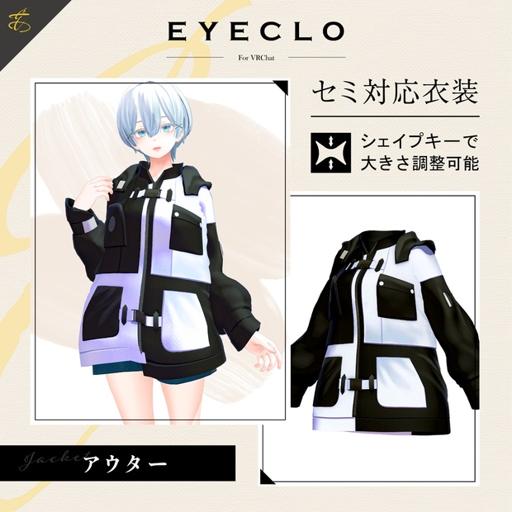 EYECLO
For VRChat
セミ対応衣装
シェイプキーで
大きさ調整可能
Jacket
アウター